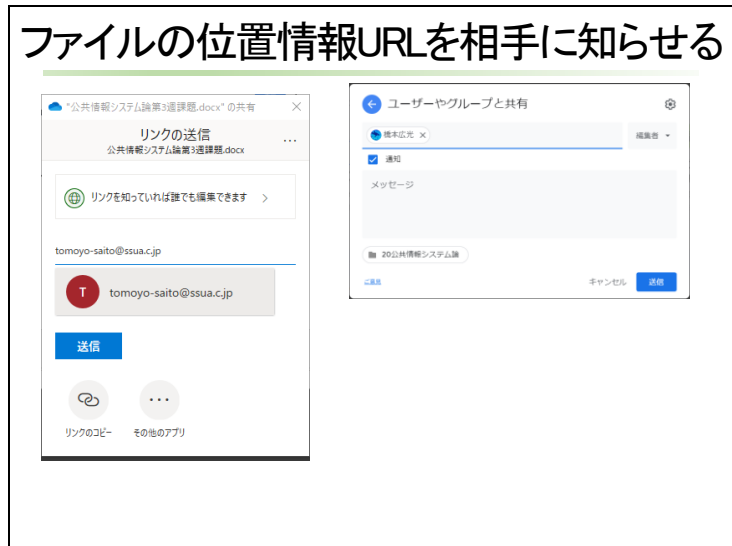 ファイルの位置情報URLを相手に知らせる
"公共情報システム論第3週課題.docx" の共有
リンクの送信
公共情報システム論第3週課題.docx
リンクを知っていれば誰でも編集できます
tomoyo-saito@ssua.c.jp
T tomoyo-saito@ssua.c.jp
送信
リンクのコピー その他のアプリ
ユーザーやグループと共有
橋本広光 編集者
通知
メッセージ
20公共情報システム論
ご意見 キャンセル 送信